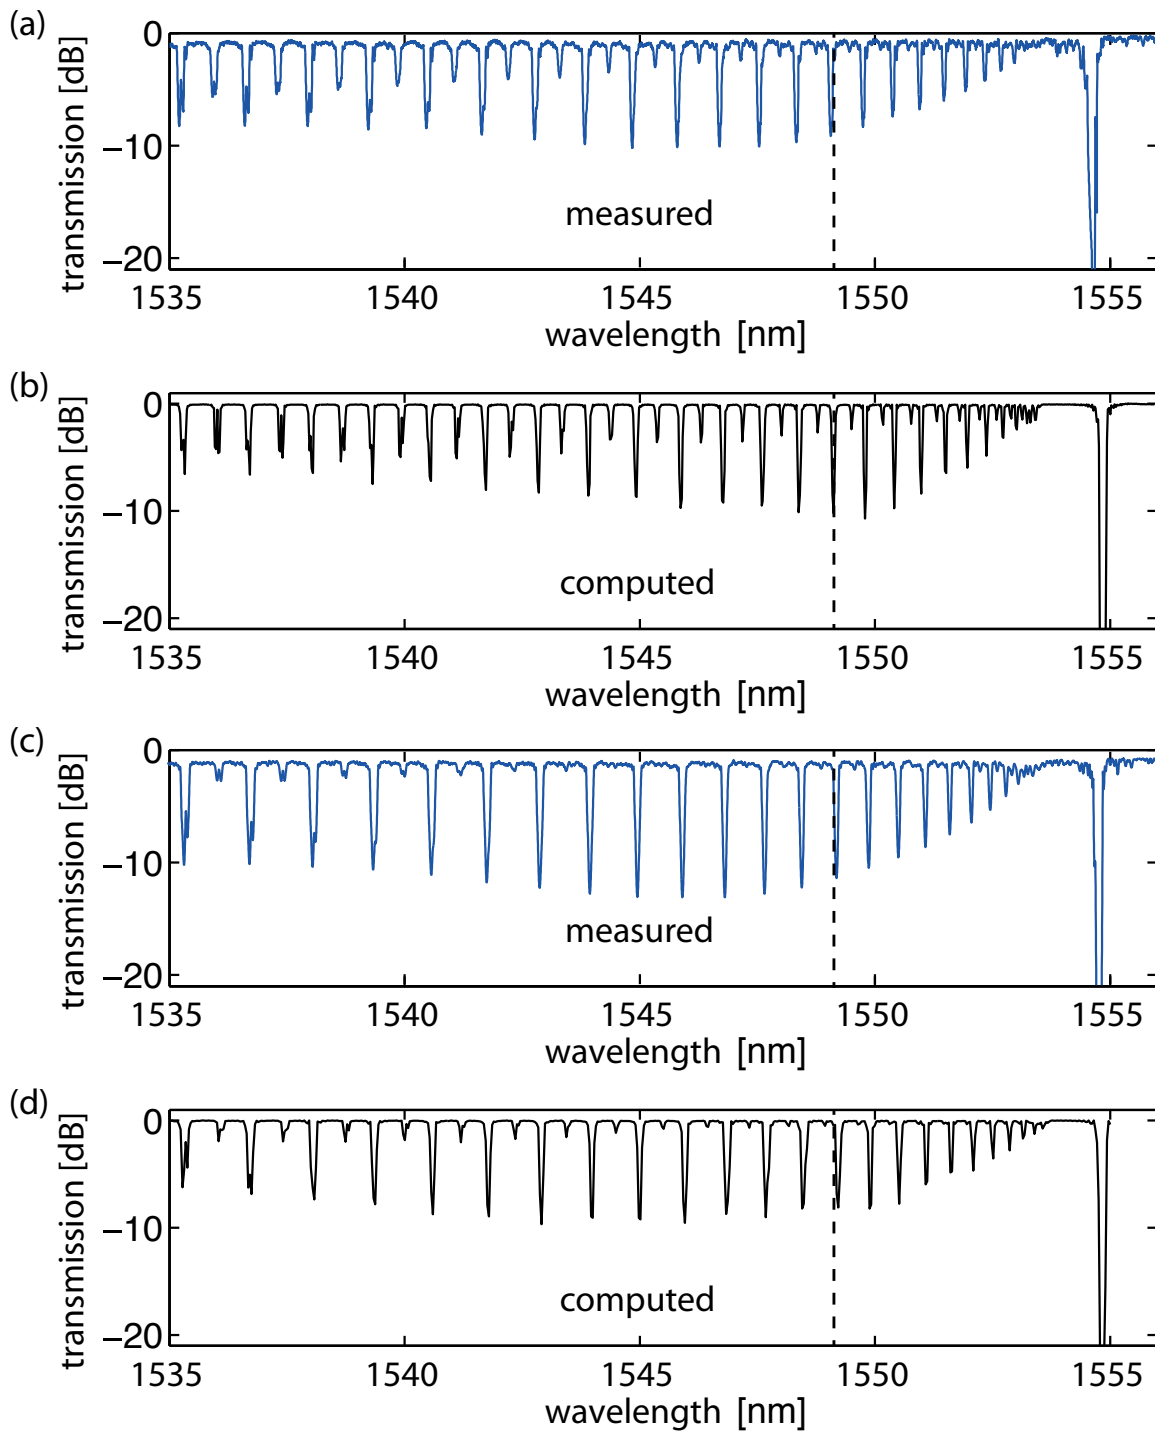 (a)
transmission [dB]
0
−10
−20
measured
1535 1540 1545 1550 1555
wavelength [nm]
(b)
transmission [dB]
0
−10
−20
computed
1535 1540 1545 1550 1555
wavelength [nm]
(c)
transmission [dB]
0
−10
−20
measured
1535 1540 1545 1550 1555
wavelength [nm]
(d)
transmission [dB]
0
−10
−20
computed
1535 1540 1545 1550 1555
wavelength [nm]